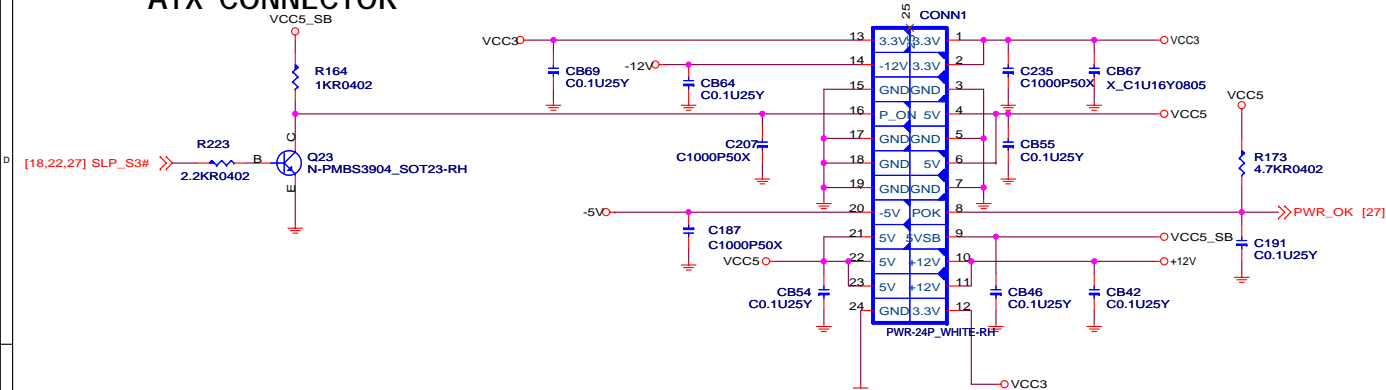 ATX CONNECTOR
VCC5_SB
R164
1KR0402
[18,22,27] SLP_S3#
R223
2.2KR0402
B
C
E
Q23
N-PMBS3904_SOT23-RH
D
VCC3
CB69
C0.1U25Y
-12V
CB64
C0.1U25Y
C207
C1000P50X
-5V
C187
C1000P50X
VCC5
CB54
C0.1U25Y
25
CONN1
13 3.3V 3.3V 1
14 -12V 3.3V 2
15 GND GND 3
16 P_ON 5V 4
17 GND GND 5
18 GND 5V 6
19 GND GND 7
20 -5V POK 8
21 5V 5VSB 9
22 5V +12V 10
23 5V +12V 11
24 GND 3.3V 12
PWR-24P_WHITE-RH
VCC3
C235
C1000P50X
CB67
X_C1U16Y0805
VCC5
CB55
C0.1U25Y
VCC5
R173
4.7KR0402
PWR_OK [27]
C191
C0.1U25Y
VCC5_SB
+12V
CB46
C0.1U25Y
CB42
C0.1U25Y
VCC3